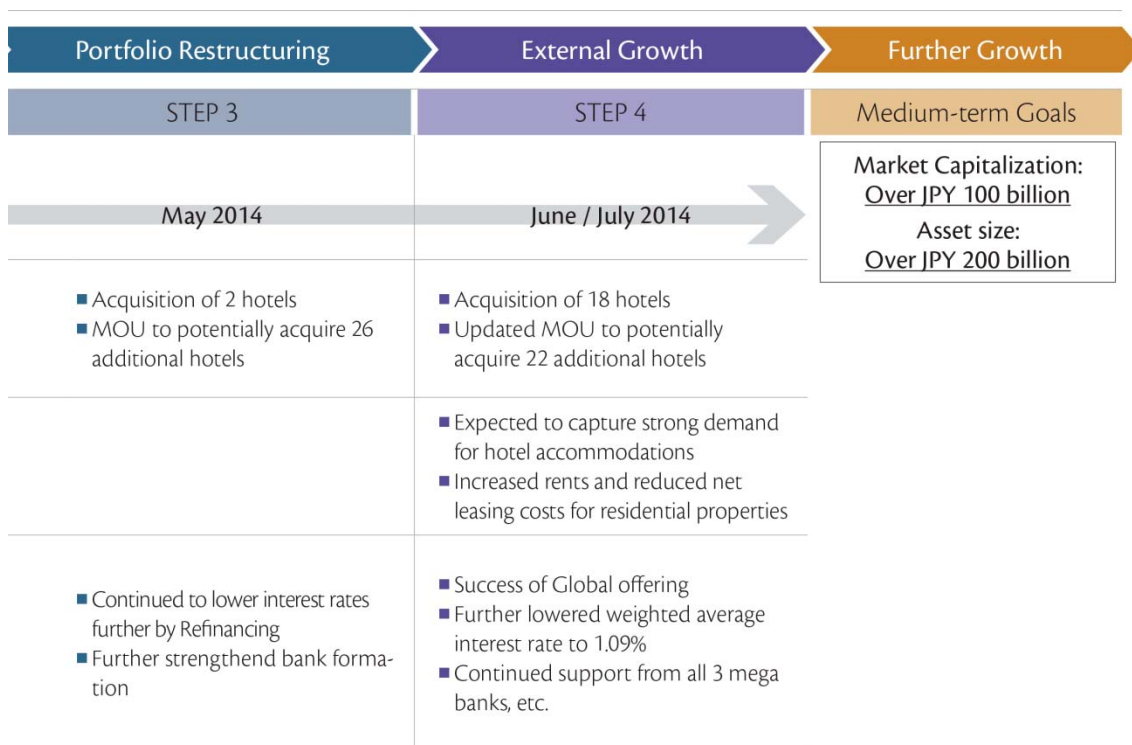 Portfolio Restructuring
External Growth
Further Growth
STEP 3
STEP 4
Medium-term Goals
Market Capitalization:
Over JPY 100 billion
Asset size:
Over JPY 200 billion
May 2014
June / July 2014
Acquisition of 2 hotels
MOU to potentially acquire 26
additional hotels
Acquisition of 18 hotels
Updated MOU to potentially
acquire 22 additional hotels
Expected to capture strong demand
for hotel accommodations
Increased rents and reduced net
leasing costs for residential properties
Continued to lower interest rates
further by Refinancing
Further strengthend bank forma-
tion
Success of Global offering
Further lowered weighted average
interest rate to 1.09%
Continued support from all 3 mega
banks, etc.